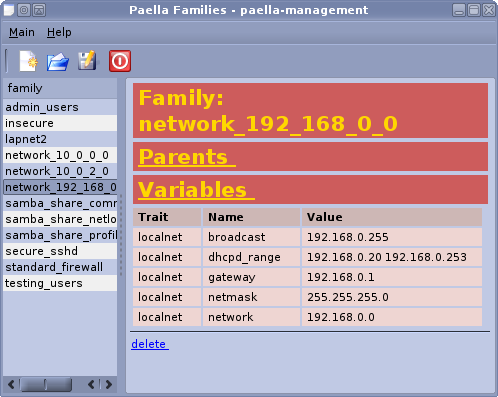 Paella Families - paella-management
Main Help
family
admin_users
insecure
lapnet2
network_10_0_0_0
network_10_0_2_0
network_192_168_0
samba_share_comm
samba_share_netlo
samba_share_profil
secure_sshd
standard_firewall
testing_users
Family:
network_192_168_0_0
Parents
Variables
Trait Name Value
localnet broadcast 192.168.0.255
localnet dhcpd_range 192.168.0.20 192.168.0.253
localnet gateway 192.168.0.1
localnet netmask 255.255.255.0
localnet network 192.168.0.0
delete